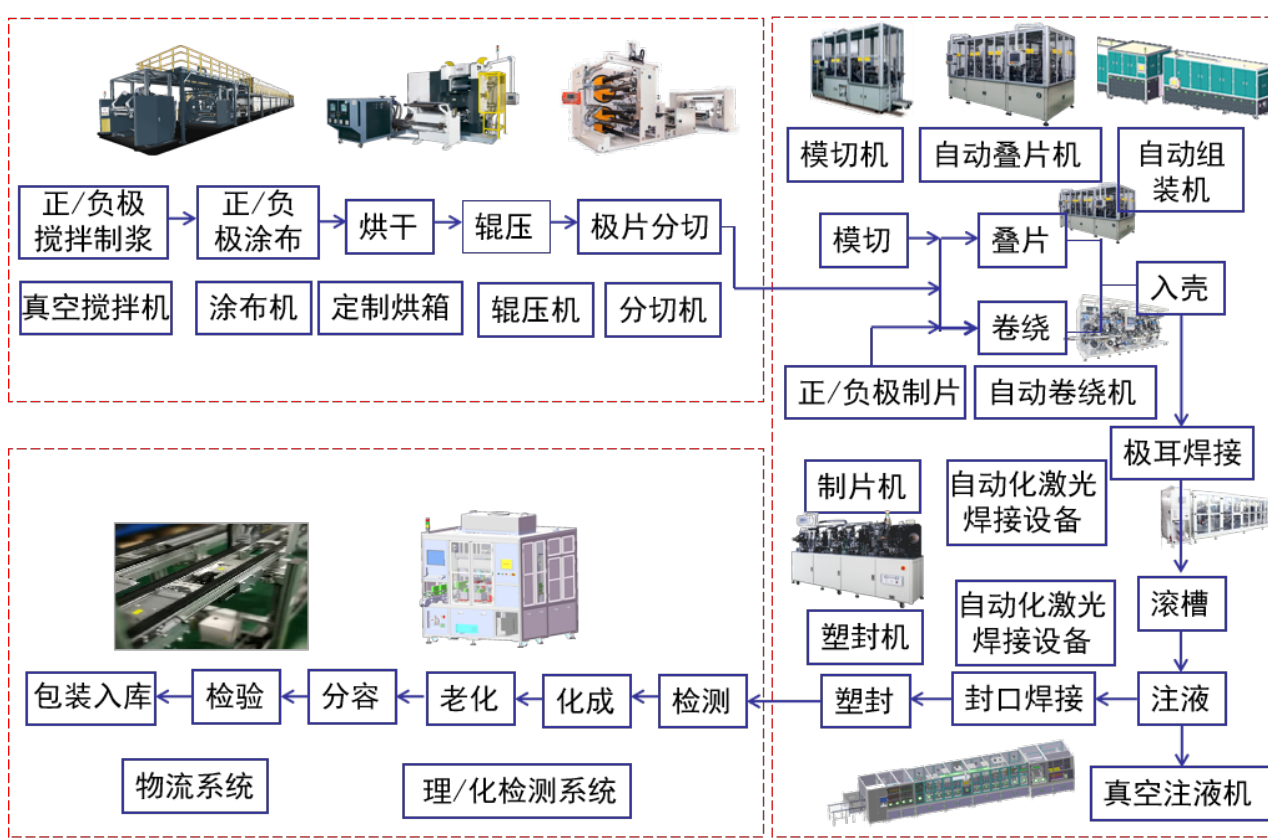 正/负极
搅拌制浆
正/负
极涂布
烘干
辊压
极片分切
真空搅拌机
涂布机
定制烘箱
辊压机
分切机
模切机
自动叠片机
自动组
装机
模切
叠片
入壳
卷绕
正/负极制片
自动卷绕机
极耳焊接
制片机
自动化激光
焊接设备
滚槽
塑封机
自动化激光
焊接设备
包装入库
检验
分容
老化
化成
检测
塑封
封口焊接
注液
物流系统
理/化检测系统
真空注液机